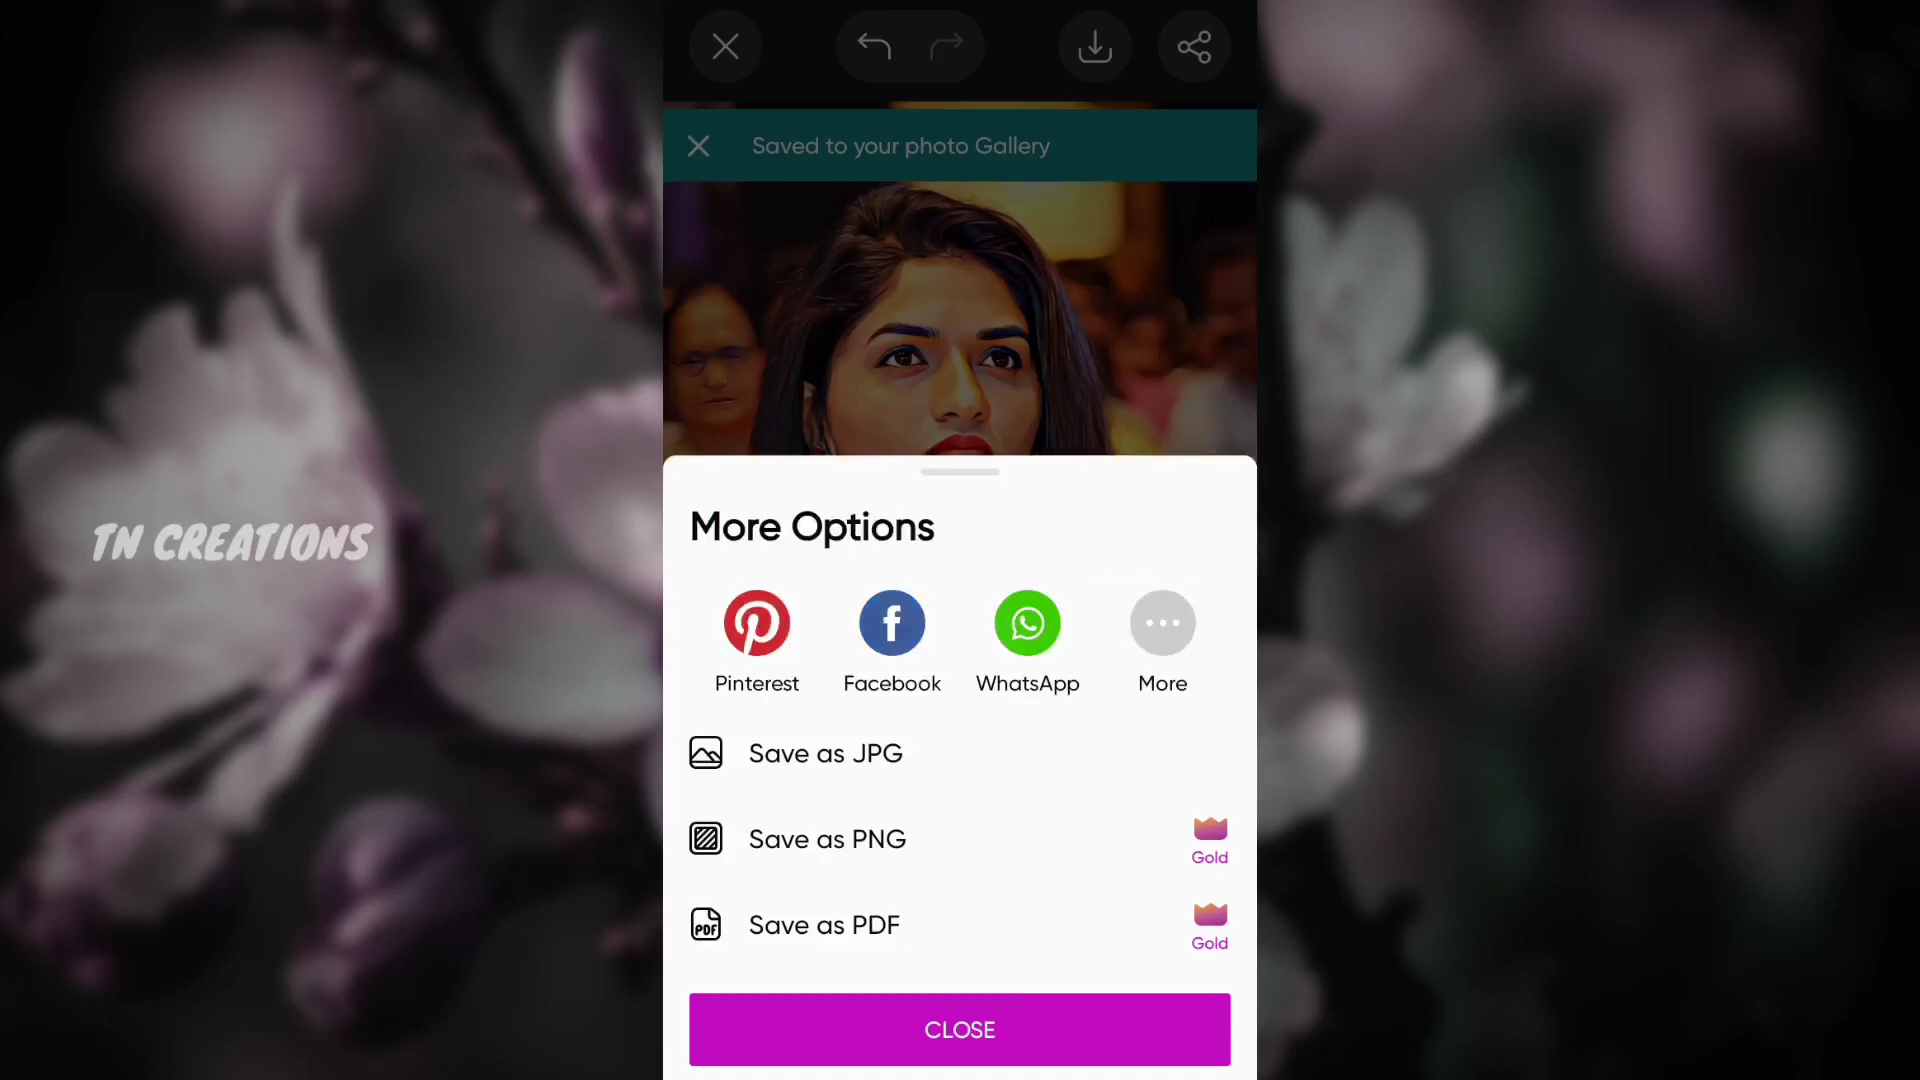 Saved to your photo Gallery
TN CREATIONS
More Options
Pinterest
Facebook
WhatsApp
More
Save as JPG
Save as PNG
Gold
PDF
Save as PDF
Gold
CLOSE